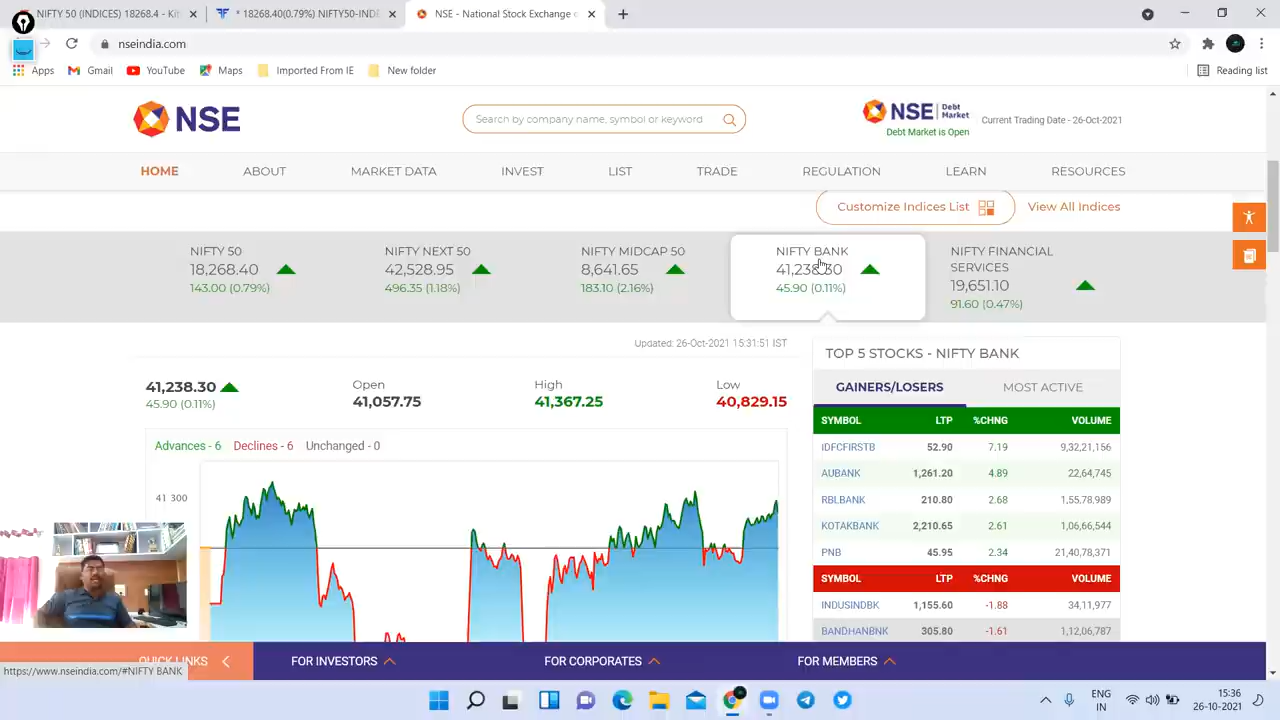 NIFTY 50 (INDICES) 18268.4 - Kit
* 18268.40(0.79%) NIFTY50-INDE
NSE - National Stock Exchange o
nseindia.com
Apps
Gmail
YouTube
Maps
Imported From IE
New folder
Reading list
NSE
Search by company name, symbol or keyword
NSE
Debt
Market
Debt Market is Open
Current Trading Date - 26-Oct-2021
HOME
ABOUT
MARKET DATA
INVEST
LIST
TRADE
REGULATION
LEARN
RESOURCES
Customize Indices List
View All Indices
NIFTY 50
18,268.40
143.00 (0.79%)
NIFTY NEXT 50
42,528.95
496.35 (1.18%)
NIFTY MIDCAP 50
8,641.65
183.10 (2.16%)
NIFTY BANK
41,238.30
45.90 (0.11%)
NIFTY FINANCIAL
SERVICES
19,651.10
91.60 (0.47%)
Updated: 26-Oct-2021 15:31:51 IST
41,238.30
45.90 (0.11%)
Open
41,057.75
High
41,367.25
Low
40,829.15
Advances - 6 Declines - 6 Unchanged - 0
41 300
TOP 5 STOCKS - NIFTY BANK
GAINERS/LOSERS
MOST ACTIVE
SYMBOL LTP %CHNG VOLUME
IDFCFIRSTB 52.90 7.19 9,32,21,156
AUBANK 1,261.20 4.89 22,64,745
RBLBANK 210.80 2.68 1,55,78,989
KOTAKBANK 2,210.65 2.61 1,06,66,544
PNB 45.95 2.34 21,40,78,371
SYMBOL LTP %CHNG VOLUME
INDUSINDBK 1,155.60 -1.88 34,11,977
BANDHANBNK 305.80 -1.61 1,12,06,787
QUICK LINKS
FOR INVESTORS
FOR CORPORATES
FOR MEMBERS
https://www.nseindia.com/#NIFTY BANK
ENG
IN
15:36
26-10-2021